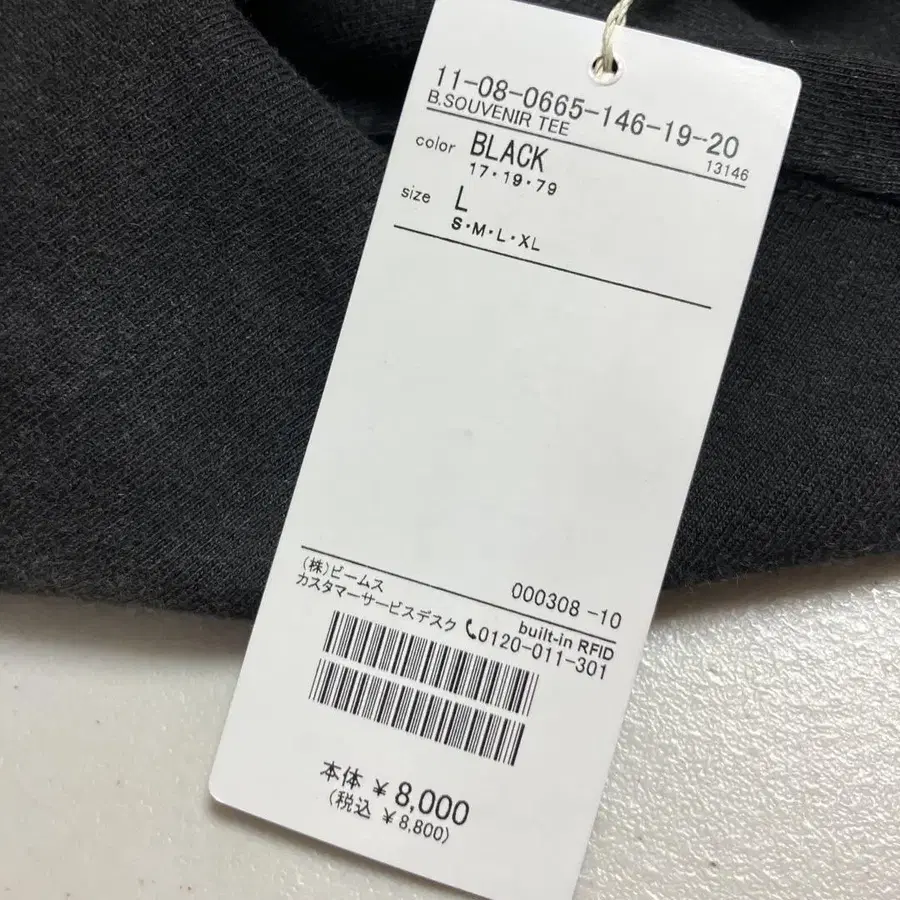 11-08-0665-146-19-20
B.SOUVENIR TEE
13146
color BLACK
17・19・79
size L
S・M・L・XL
(株)ビームス
000308 -10
カスタマーサービスデスク
built-in RFID
0120-011-301
本体 ¥8,000
(税込 ¥8,800)